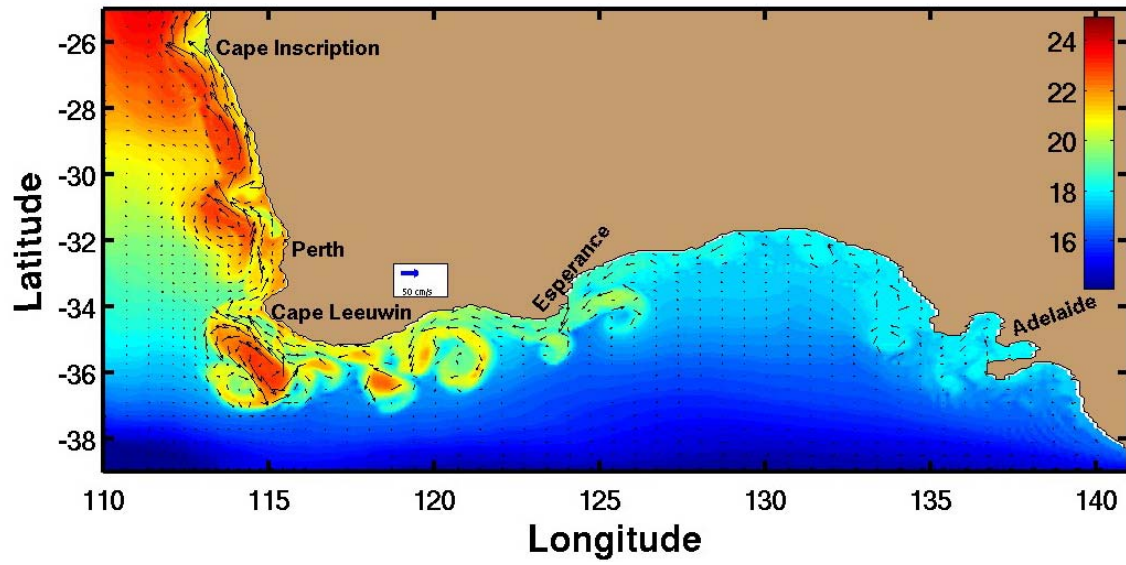 -26
-28
-30
-32
-34
-36
-38
Latitude
Cape Inscription
Perth
50 cm/s
Cape Leeuwin
Esperance
Adelaide
24
22
20
18
16
110 115 120 125 130 135 140
Longitude